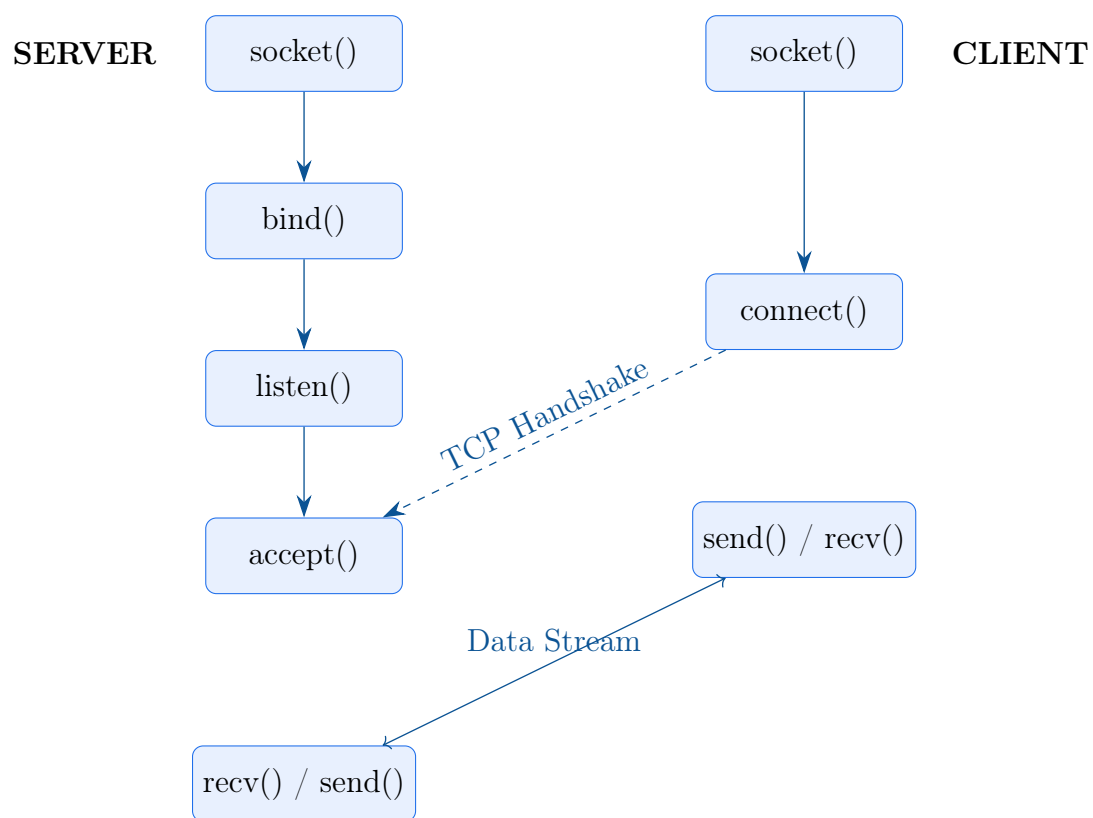 SERVER
socket()
socket()
CLIENT
bind()
connect()
listen()
TCP Handshake
accept()
send() / recv()
Data Stream
recv() / send()